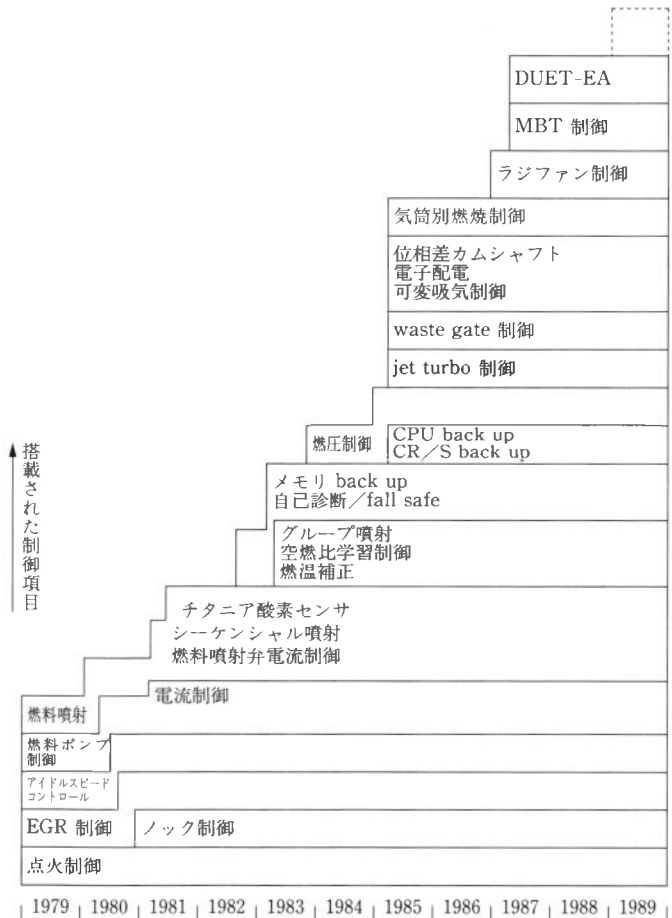 DUET-EA
MBT 制御
ラジファン制御
気筒別燃焼制御
位相差カムシャフト
電子配電
可変吸気制御
waste gate 制御
jet turbo 制御
燃圧制御
CPU back up
CR/S back up
メモリ back up
自己診断/fall safe
グループ噴射
空燃比学習制御
燃温補正
チタニア酸素センサ
シーケンシャル噴射
燃料噴射弁電流制御
電流制御
燃料噴射
燃料ポンプ
制御
アイドルスピード
コントロール
EGR 制御
ノック制御
点火制御
搭載された制御項目
1979 1980 1981 1982 1983 1984 1985 1986 1987 1988 1989